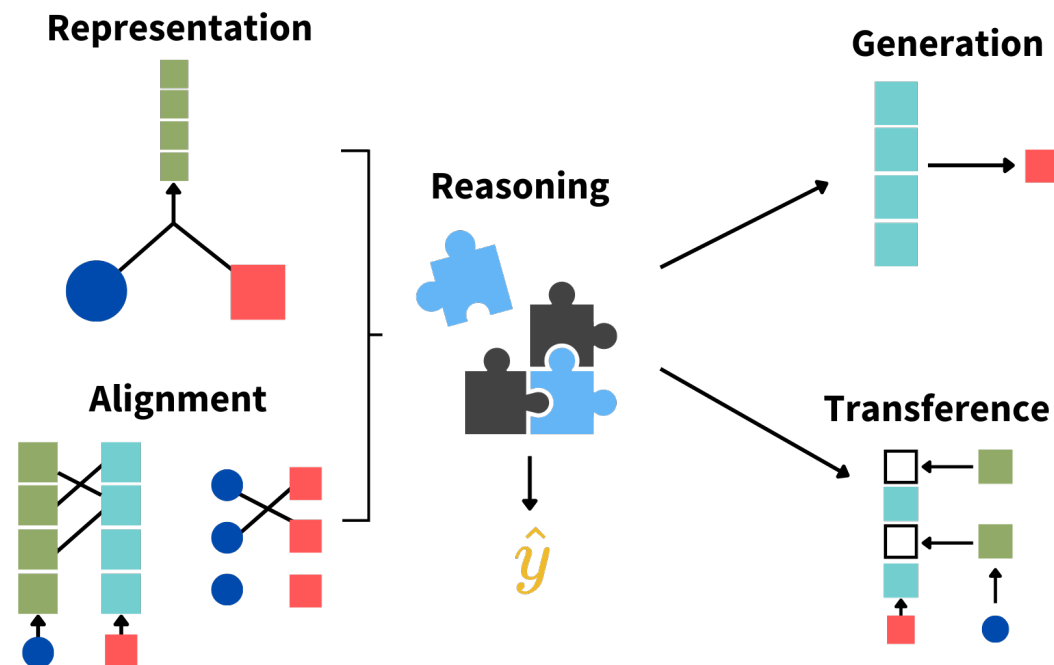 Representation
Generation
Reasoning
Alignment
Transference
ŷ